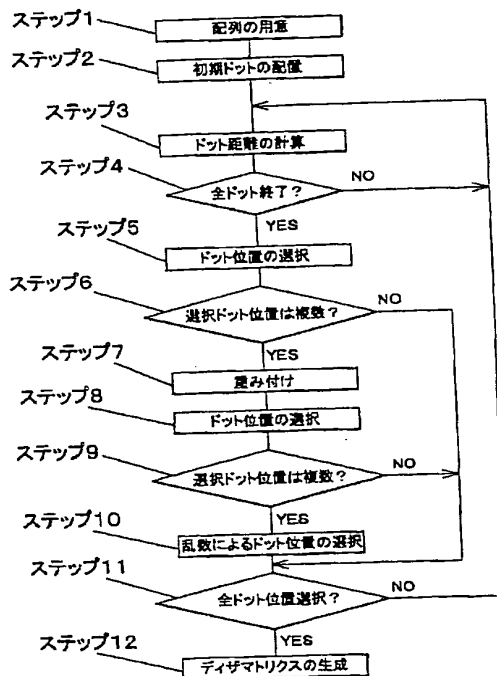 ステップ1
配列の用意
ステップ2
初期ドットの配置
ステップ3
ドット距離の計算
ステップ4
全ドット終了?
NO
YES
ステップ5
ドット位置の選択
ステップ6
選択ドット位置は複数?
NO
YES
ステップ7
重み付け
ステップ8
ドット位置の選択
ステップ9
選択ドット位置は複数?
NO
YES
ステップ10
乱数によるドット位置の選択
ステップ11
全ドット位置選択?
NO
YES
ステップ12
ディザマトリクスの生成